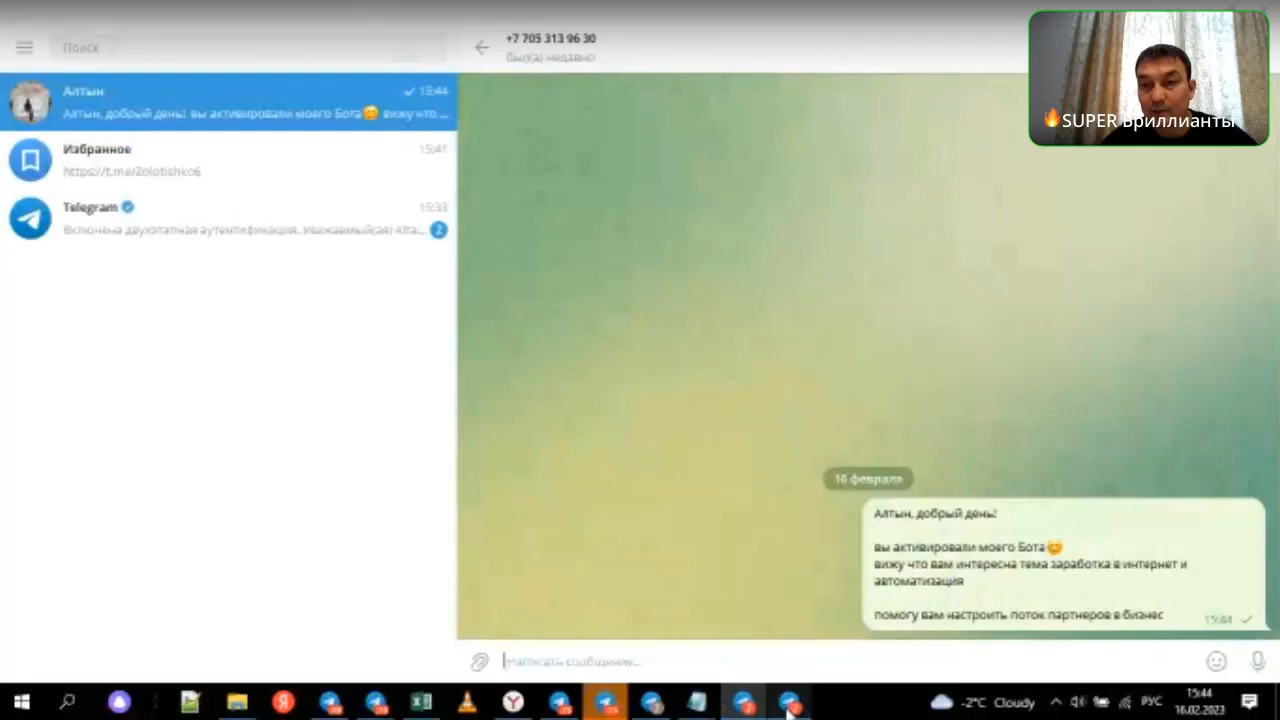 Поиск
+7 705 313 96 30
был(а) недавно
🔥SUPER Бриллианты
Алтын 15:44
Алтын, добрый день! вы активировали моего Бота😊 вижу что ...
Избранное 15:41
https://t.me/Zolotishko6
Telegram 15:33
Включена двухэтапная аутентификация. Уважаемый(ая) Alta... 2
16 февраля
Алтын, добрый день!
вы активировали моего Бота😊
вижу что вам интересна тема заработка в интернет и
автоматизация
помогу вам настроить поток партнеров в бизнес 15:44
Написать сообщение...
-2°C Cloudy
РУС
15:44
16.02.2023